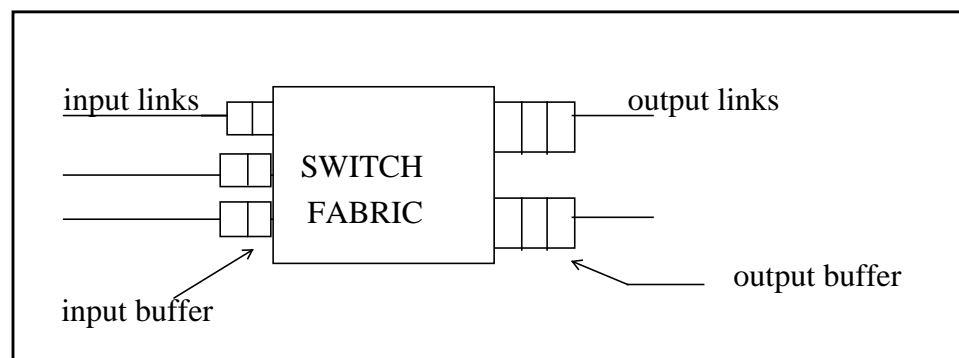 input links
output links
SWITCH
FABRIC
output buffer
input buffer